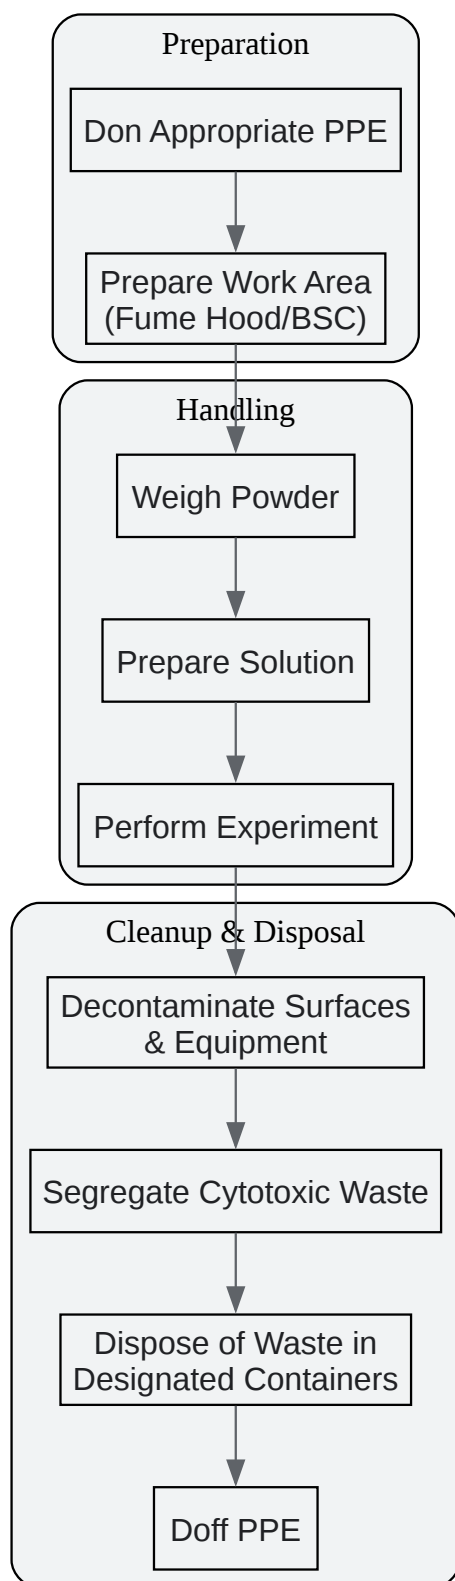 Preparation
Don Appropriate PPE
Prepare Work Area
(Fume Hood/BSC)
Handling
Weigh Powder
Prepare Solution
Perform Experiment
Cleanup & Disposal
Decontaminate Surfaces
& Equipment
Segregate Cytotoxic Waste
Dispose of Waste in
Designated Containers
Doff PPE